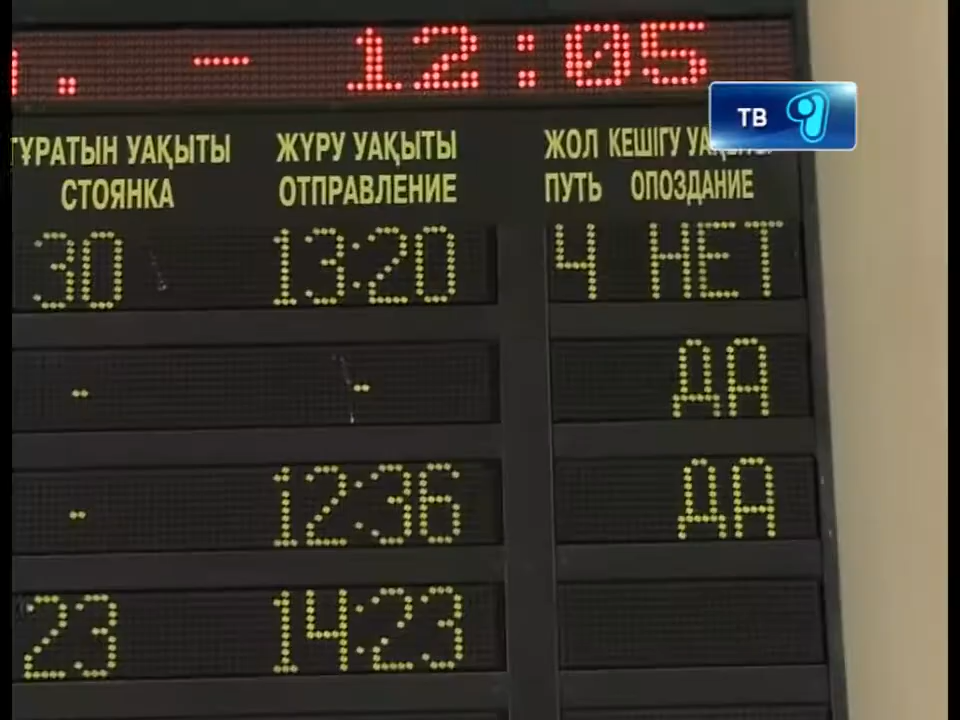 - 12:05
ТВ
ТҰРАТЫН УАҚЫТЫ ЖҮРУ УАҚЫТЫ ЖОЛ КЕШІГУ
СТОЯНКА ОТПРАВЛЕНИЕ ПУТЬ ОПОЗДАНИЕ
30 13:20 4 НЕТ
- - ДА
- 12:36 ДА
23 14:23